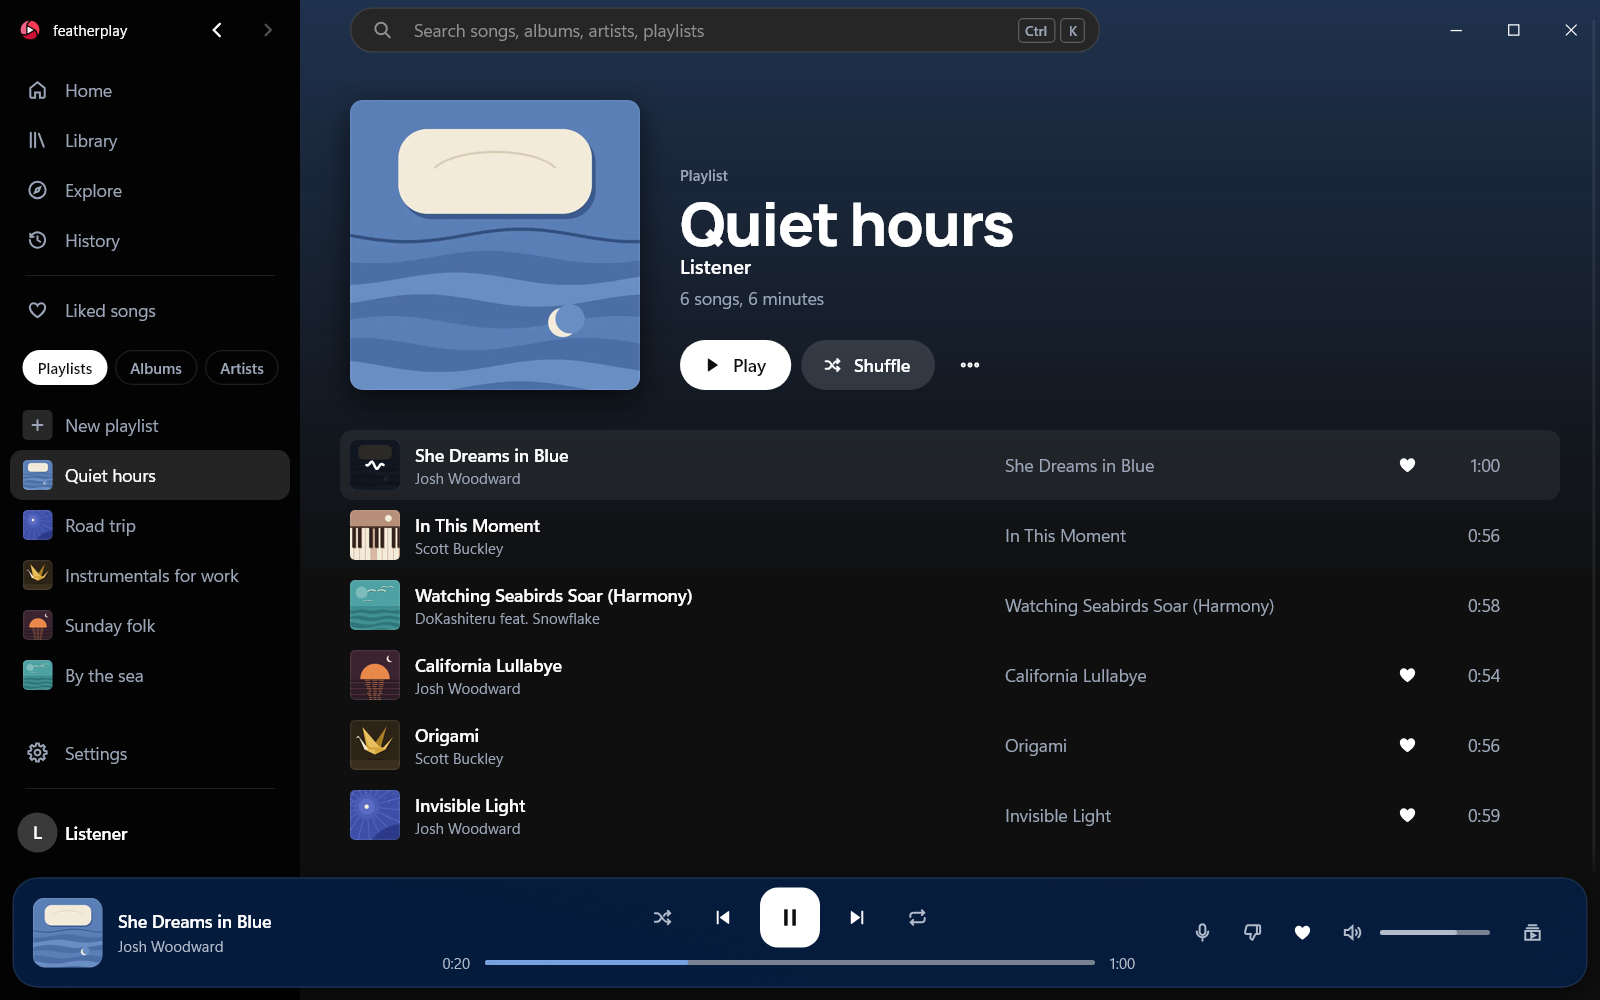 featherplay
Search songs, albums, artists, playlists
Ctrl K
Home
Library
Explore
History
Liked songs
Playlists Albums Artists
New playlist
Quiet hours
Road trip
Instrumentals for work
Sunday folk
By the sea
Settings
L Listener
Playlist
Quiet hours
Listener
6 songs, 6 minutes
Play Shuffle
She Dreams in Blue
Josh Woodward
She Dreams in Blue
1:00
In This Moment
Scott Buckley
In This Moment
0:56
Watching Seabirds Soar (Harmony)
DoKashiteru feat. Snowflake
Watching Seabirds Soar (Harmony)
0:58
California Lullabye
Josh Woodward
California Lullabye
0:54
Origami
Scott Buckley
Origami
0:56
Invisible Light
Josh Woodward
Invisible Light
0:59
She Dreams in Blue
Josh Woodward
0:20
1:00